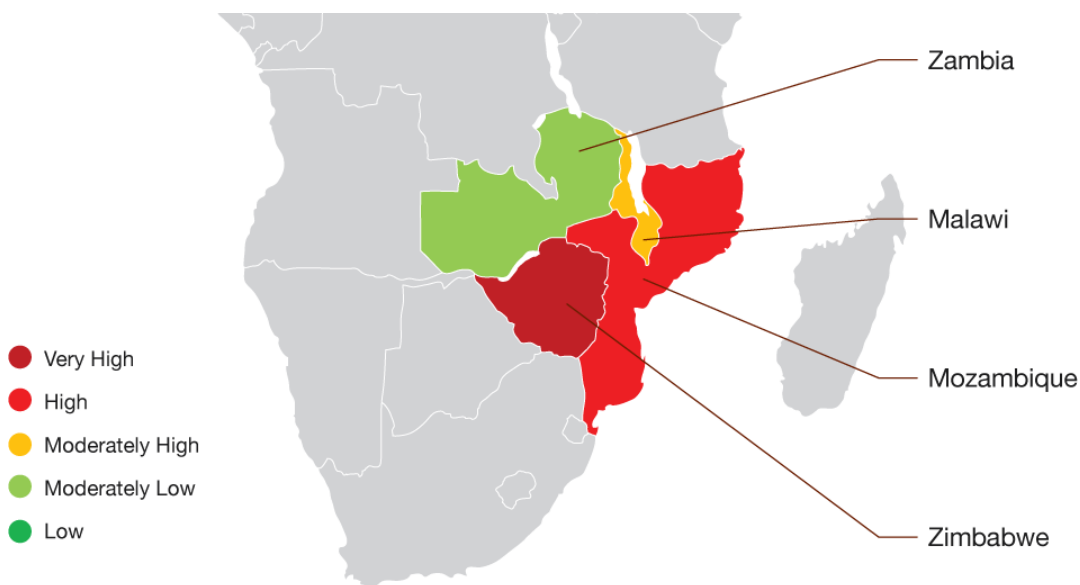 Zambia
Malawi
Mozambique
Zimbabwe
Very High
High
Moderately High
Moderately Low
Low